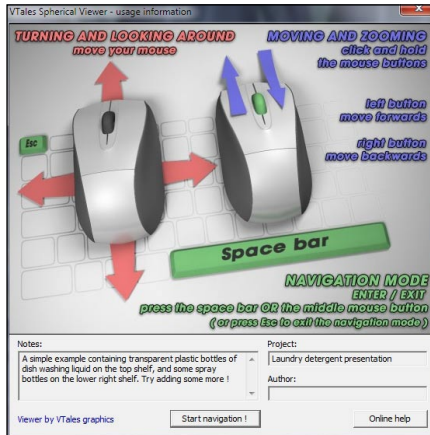 VTales Spherical Viewer - usage information
TURNING AND LOOKING AROUND
move your mouse
MOVING AND ZOOMING
click and hold
the mouse buttons
left button
move forwards
right button
move backwards
Esc
Space bar
NAVIGATION MODE
ENTER / EXIT
press the space bar OR the middle mouse button
( or press Esc to exit the navigation mode )
Notes:
A simple example containing transparent plastic bottles of
dish washing liquid on the top shelf, and some spray
bottles on the lower right shelf. Try adding some more !
Project:
Laundry detergent presentation
Author:
Viewer by VTales graphics
Start navigation !
Online help